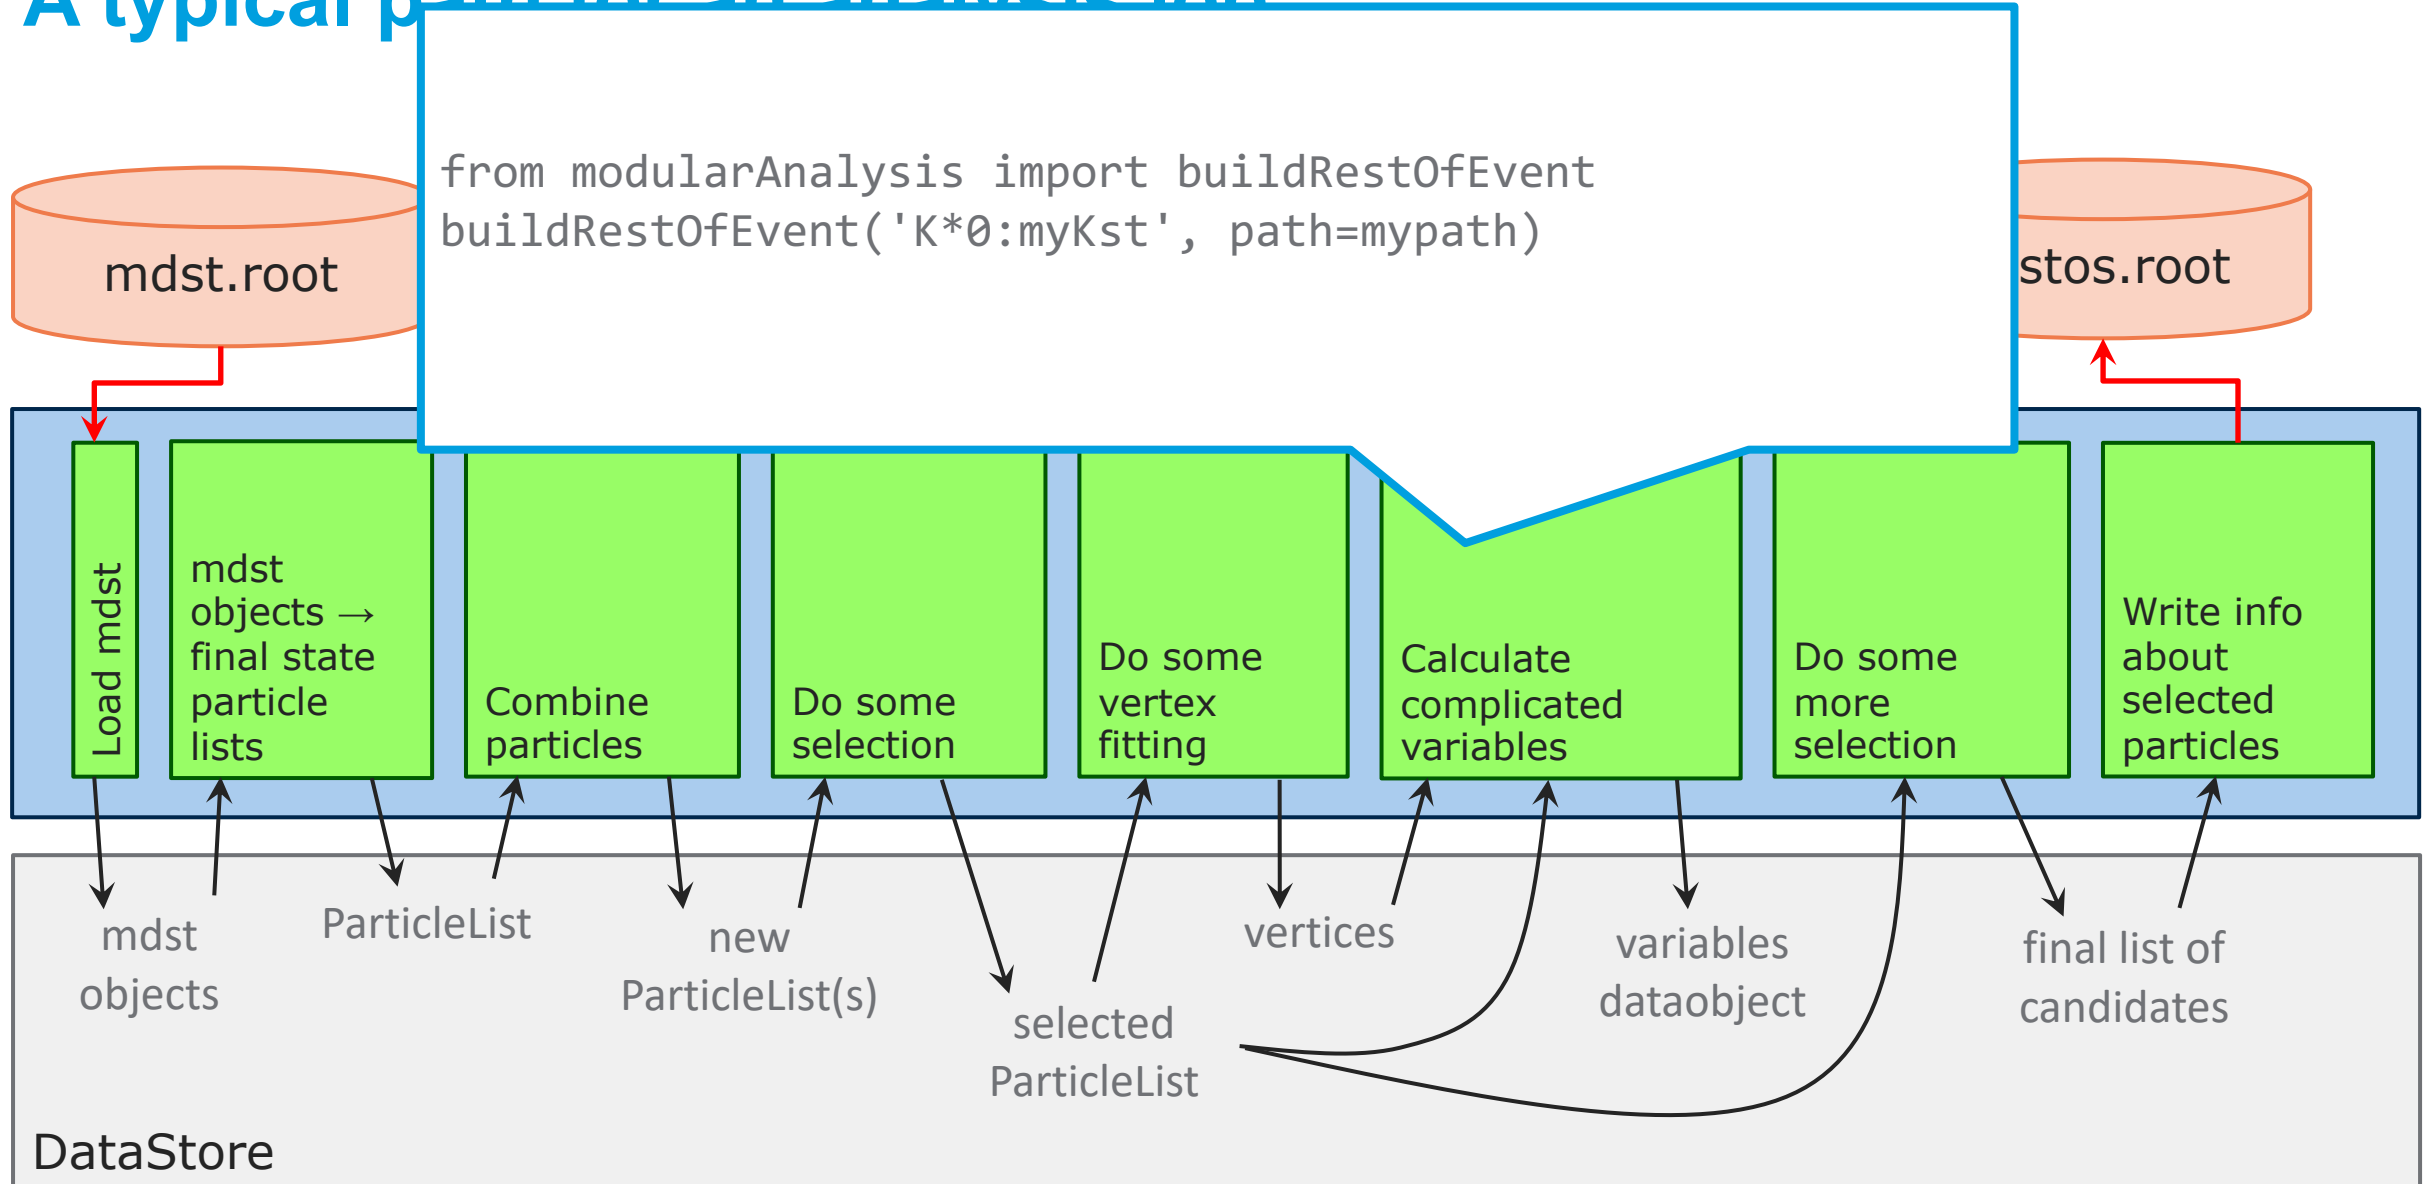 A typical
from modularAnalysis import buildRestOfEvent
buildRestOfEvent('K*0:myKst', path=mypath)
mdst.root
stos.root
Load mdst
mdst
objects →
final state
particle
lists
Combine
particles
Do some
selection
Do some
vertex
fitting
Calculate
complicated
variables
Do some
more
selection
Write info
about
selected
particles
mdst
objects
ParticleList
new
ParticleList(s)
selected
ParticleList
vertices
variables
dataobject
final list of
candidates
DataStore